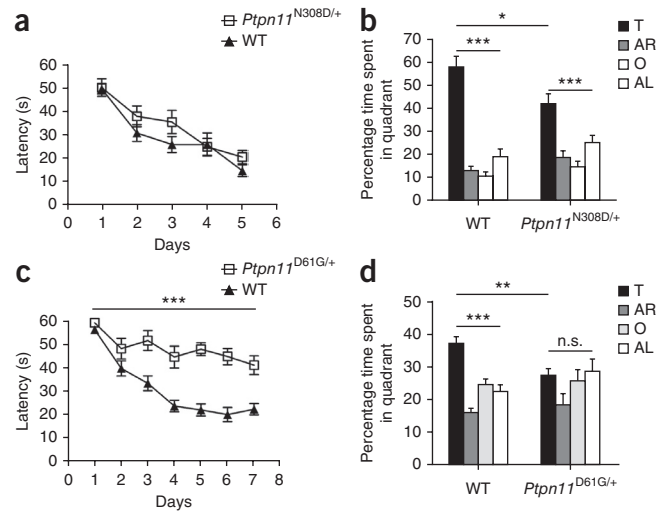 a
Ptpn11N308D/+
WT
Latency (s)
60
50
40
30
20
10
0
0 1 2 3 4 5 6
Days
b
*
***
***
T
AR
O
AL
Percentage time spent
in quadrant
70
60
50
40
30
20
10
0
WT
Ptpn11N308D/+
c
Ptpn11D61G/+
WT
***
Latency (s)
60
50
40
30
20
10
0
0 1 2 3 4 5 6 7 8
Days
d
**
***
n.s.
T
AR
O
AL
Percentage time spent
in quadrant
50
40
30
20
10
0
WT
Ptpn11D61G/+